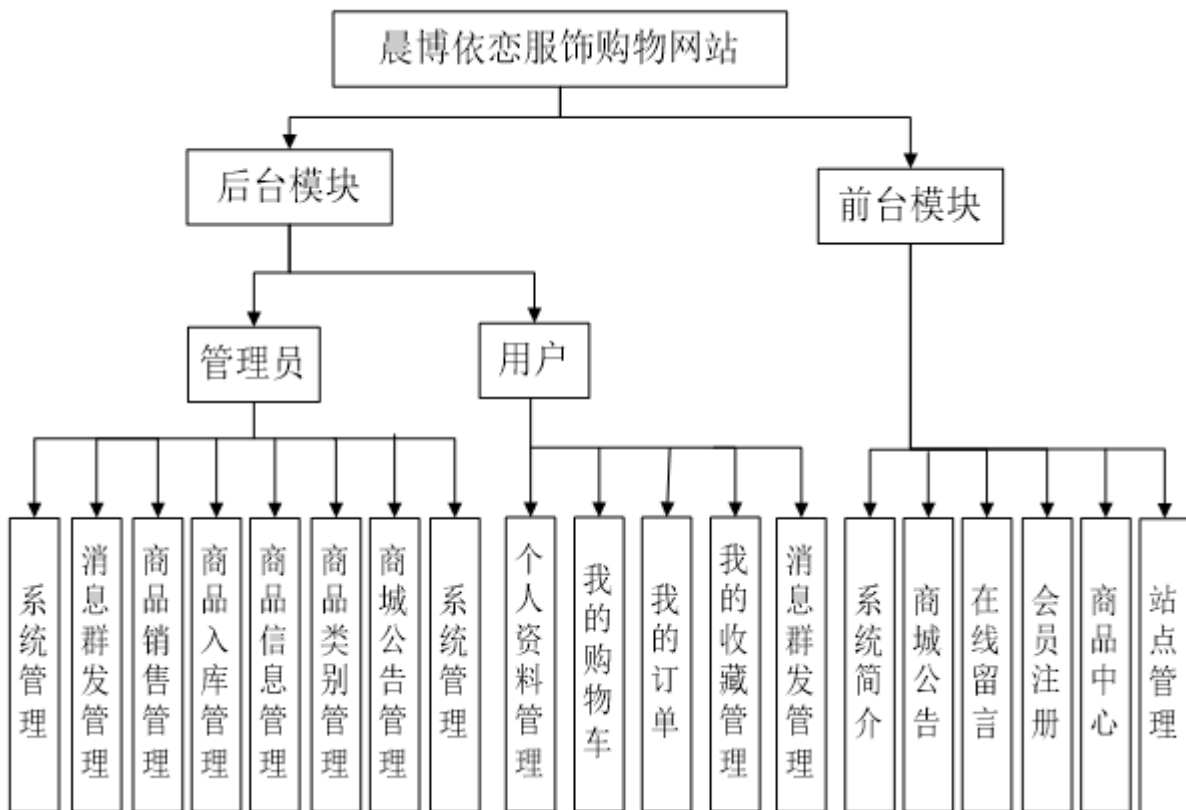 晨博依恋服饰购物网站
后台模块
前台模块
管理员
用户
系统管理
消息群发管理
商品销售管理
商品入库管理
商品信息管理
商品类别管理
商城公告管理
系统管理
个人资料管理
我的购物车
我的订单
我的收藏管理
消息群发管理
系统简介
商城公告
在线留言
会员注册
商品中心
站点管理